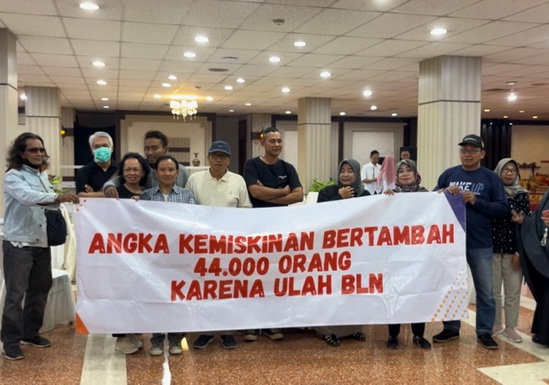 ANGKA KEMISKINAN BERTAMBAH
44.000 ORANG
KARENA ULAH BLN